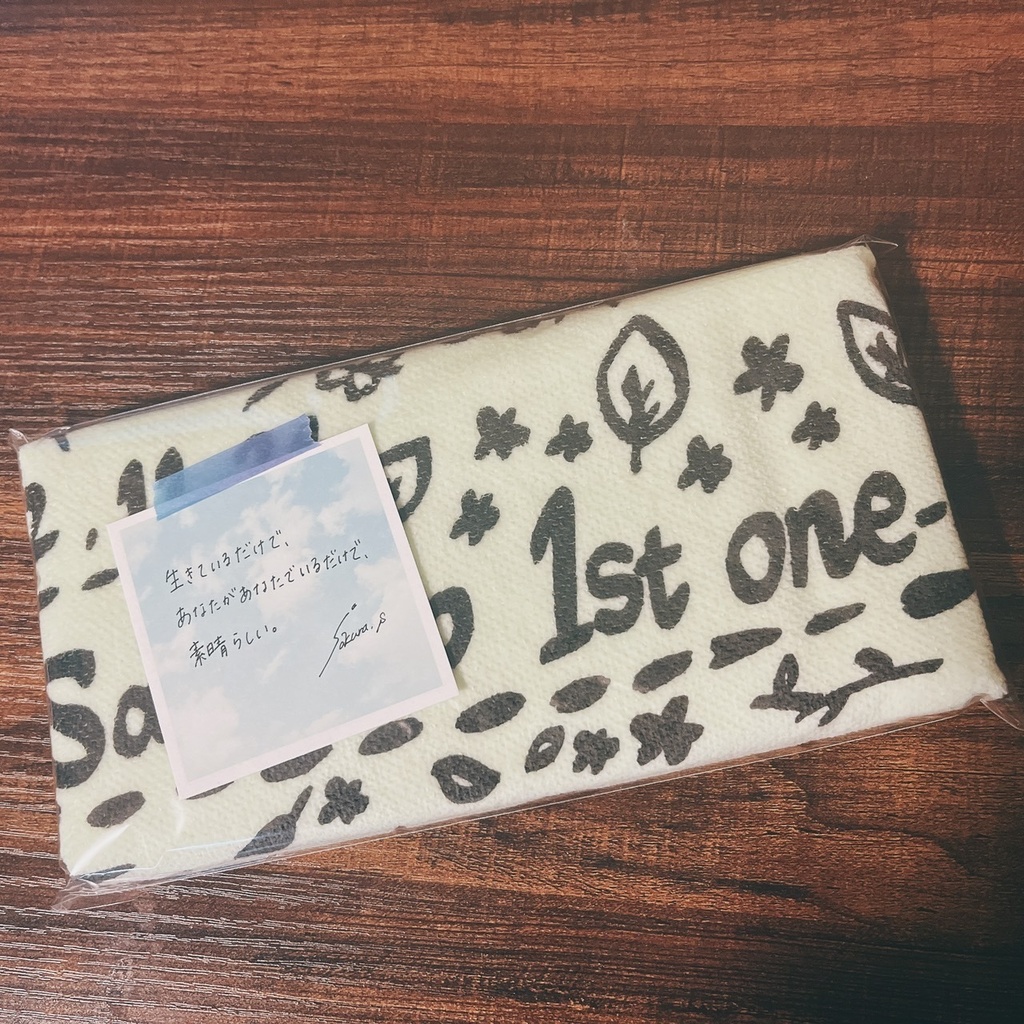 生きているだけで、
あなたがあなたでいるだけで、
素晴らしい。
Sakura. s
1st one-
Sa